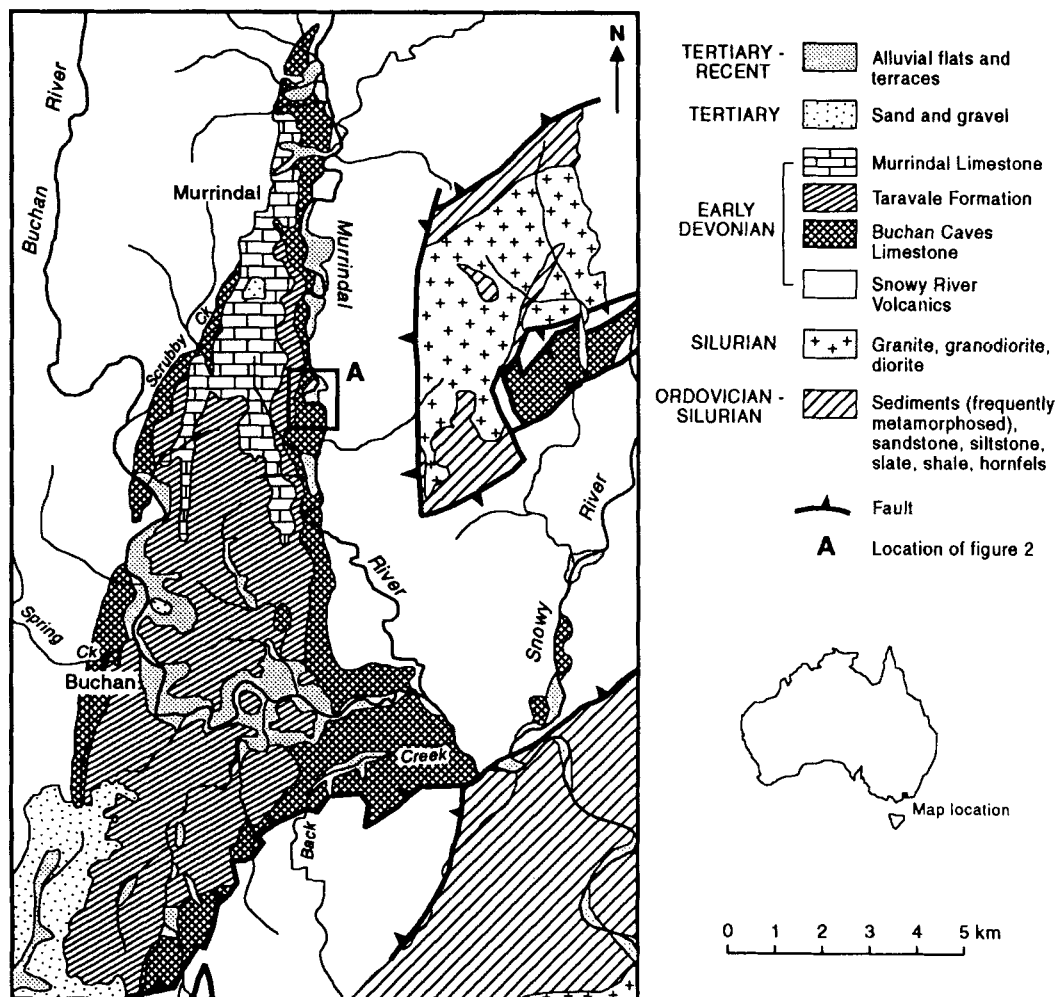 N
Buchan
River
Murrindal
Murrindal
Scrubby
Ck
A
River
Snowy
River
Spring
Ck
Buchan
Creek
Back
TERTIARY -
RECENT
Alluvial flats and
terraces
TERTIARY
Sand and gravel
Murrindal Limestone
Taravale Formation
EARLY
DEVONIAN
Buchan Caves
Limestone
Snowy River
Volcanics
SILURIAN
Granite, granodiorite,
diorite
ORDOVICIAN -
SILURIAN
Sediments (frequently
metamorphosed),
sandstone, siltstone,
slate, shale, hornfels
Fault
A
Location of figure 2
Map location
0 1 2 3 4 5 km